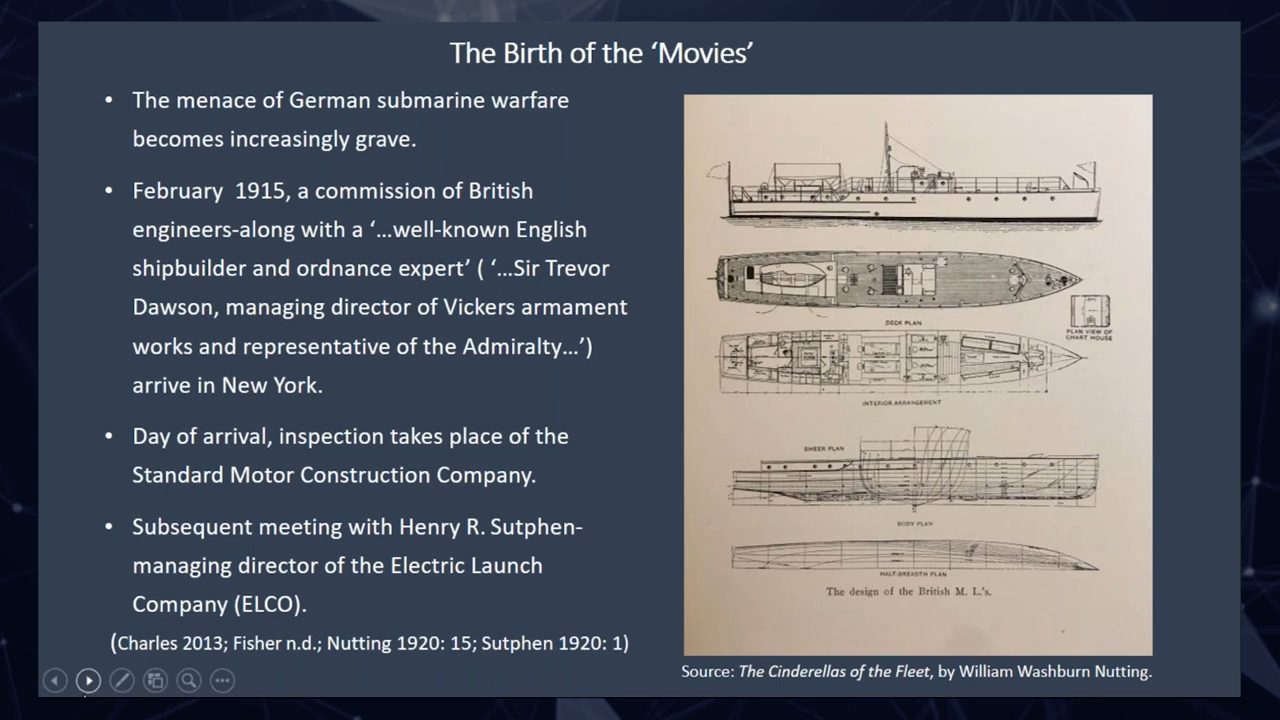 The Birth of the ‘Movies’
• The menace of German submarine warfare
becomes increasingly grave.
• February  1915, a commission of British
engineers-along with a ‘…well-known English
shipbuilder and ordnance expert’ ( ‘…Sir Trevor
Dawson, managing director of Vickers armament
works and representative of the Admiralty…’)
arrive in New York.
• Day of arrival, inspection takes place of the
Standard Motor Construction Company.
• Subsequent meeting with Henry R. Sutphen-
managing director of the Electric Launch
Company (ELCO).
(Charles 2013; Fisher n.d.; Nutting 1920: 15; Sutphen 1920: 1)
DECK PLAN
PLAN VIEW OF
CHART HOUSE
INTERIOR ARRANGEMENT
SHEER PLAN
BODY PLAN
HALF-BREADTH PLAN
The design of the British M. L.'s.
Source: The Cinderellas of the Fleet, by William Washburn Nutting.